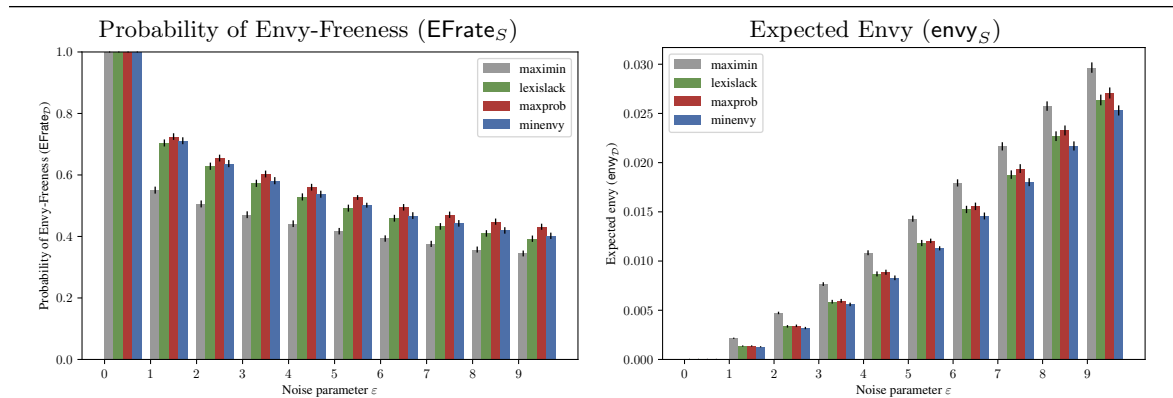 Probability of Envy-Freeness (EFrate_S)
1.0
0.8
0.6
0.4
0.2
0.0
Probability of Envy-Freeness (EFrate_𝒟)
maximin
lexislack
maxprob
minenvy
0 1 2 3 4 5 6 7 8 9
Noise parameter ε
Expected Envy (envy_S)
0.030
0.025
0.020
0.015
0.010
0.005
0.000
Expected envy (envy_𝒟)
maximin
lexislack
maxprob
minenvy
0 1 2 3 4 5 6 7 8 9
Noise parameter ε